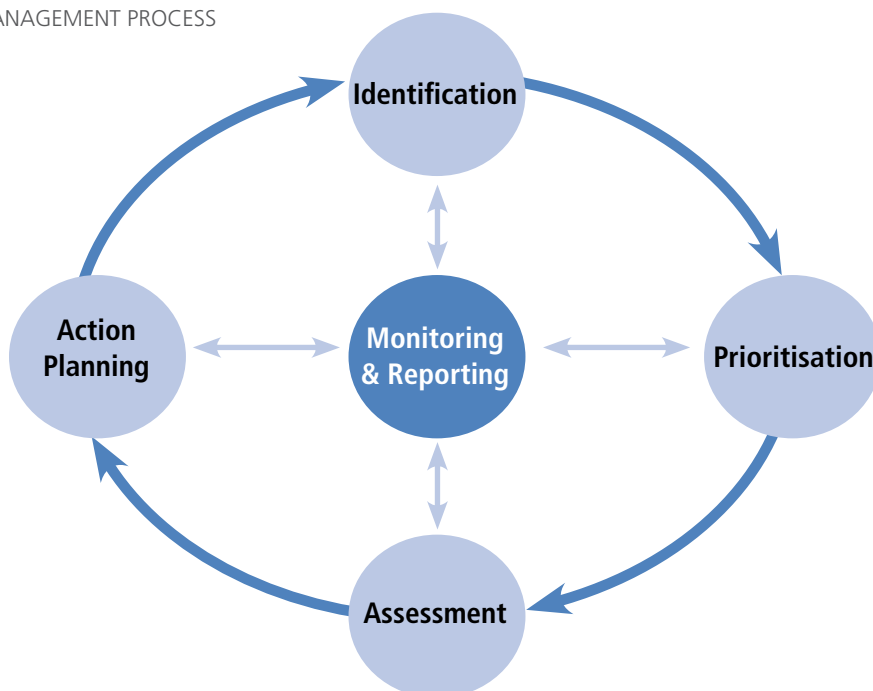 ANAGEMENT PROCESS
Identification
Action
Planning
Monitoring
& Reporting
Prioritisation
Assessment